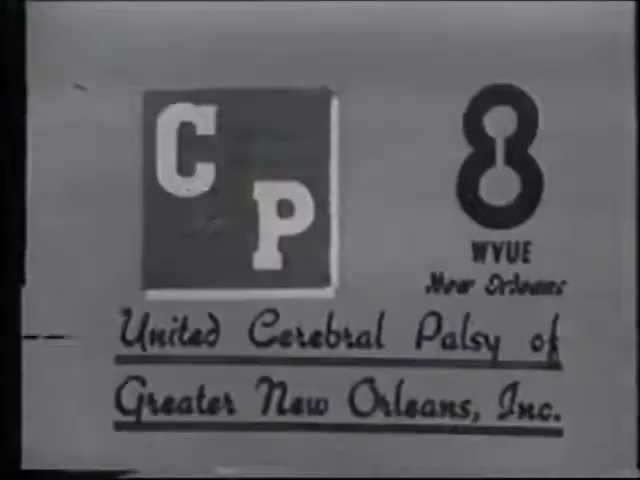 C
P
8
WVUE
New Orleans
United Cerebral Palsy of
Greater New Orleans, Inc.